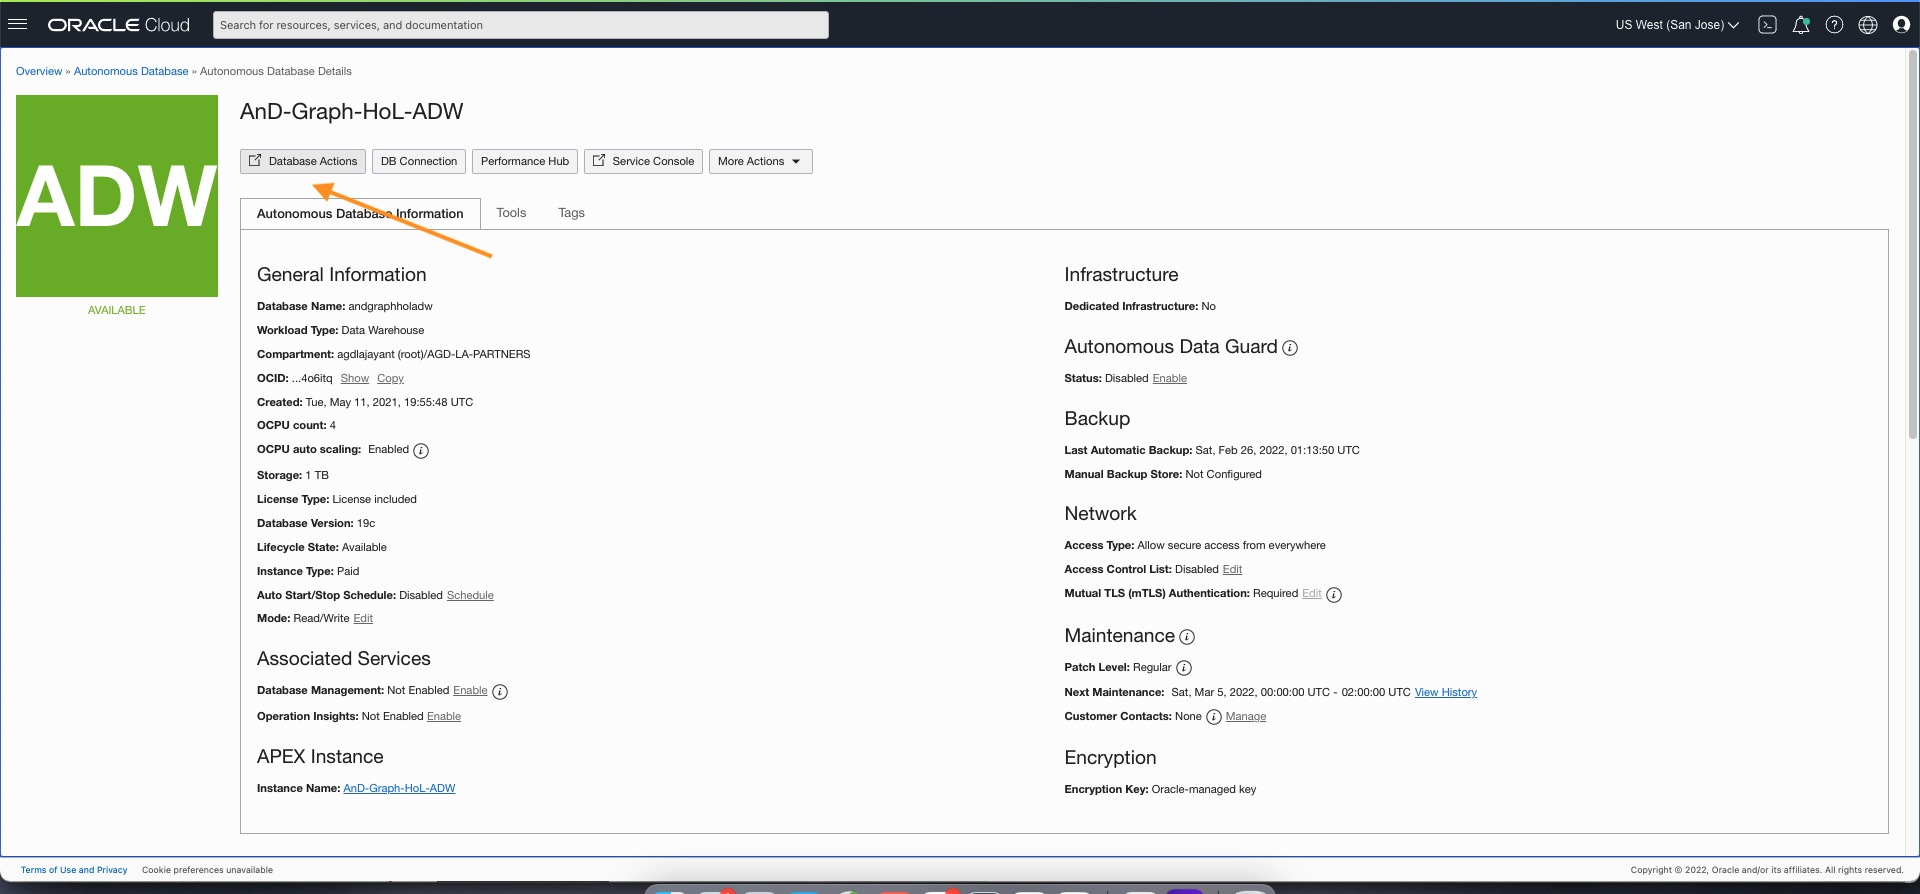 ORACLE Cloud
Search for resources, services, and documentation
US West (San Jose)
Overview » Autonomous Database » Autonomous Database Details
ADW
AVAILABLE
AnD-Graph-HoL-ADW
Database Actions
DB Connection
Performance Hub
Service Console
More Actions
Autonomous Database Information
Tools
Tags
General Information
Database Name: andgraphholadw
Workload Type: Data Warehouse
Compartment: agdlajayant (root)/AGD-LA-PARTNERS
OCID: ...4o6itq Show Copy
Created: Tue, May 11, 2021, 19:55:48 UTC
OCPU count: 4
OCPU auto scaling: Enabled i
Storage: 1 TB
License Type: License included
Database Version: 19c
Lifecycle State: Available
Instance Type: Paid
Auto Start/Stop Schedule: Disabled Schedule
Mode: Read/Write Edit
Associated Services
Database Management: Not Enabled Enable i
Operation Insights: Not Enabled Enable
APEX Instance
Instance Name: AnD-Graph-HoL-ADW
Infrastructure
Dedicated Infrastructure: No
Autonomous Data Guard i
Status: Disabled Enable
Backup
Last Automatic Backup: Sat, Feb 26, 2022, 01:13:50 UTC
Manual Backup Store: Not Configured
Network
Access Type: Allow secure access from everywhere
Access Control List: Disabled Edit
Mutual TLS (mTLS) Authentication: Required Edit i
Maintenance i
Patch Level: Regular i
Next Maintenance: Sat, Mar 5, 2022, 00:00:00 UTC - 02:00:00 UTC View History
Customer Contacts: None i Manage
Encryption
Encryption Key: Oracle-managed key
Terms of Use and Privacy
Cookie preferences unavailable
Copyright © 2022, Oracle and/or its affiliates. All rights reserved.